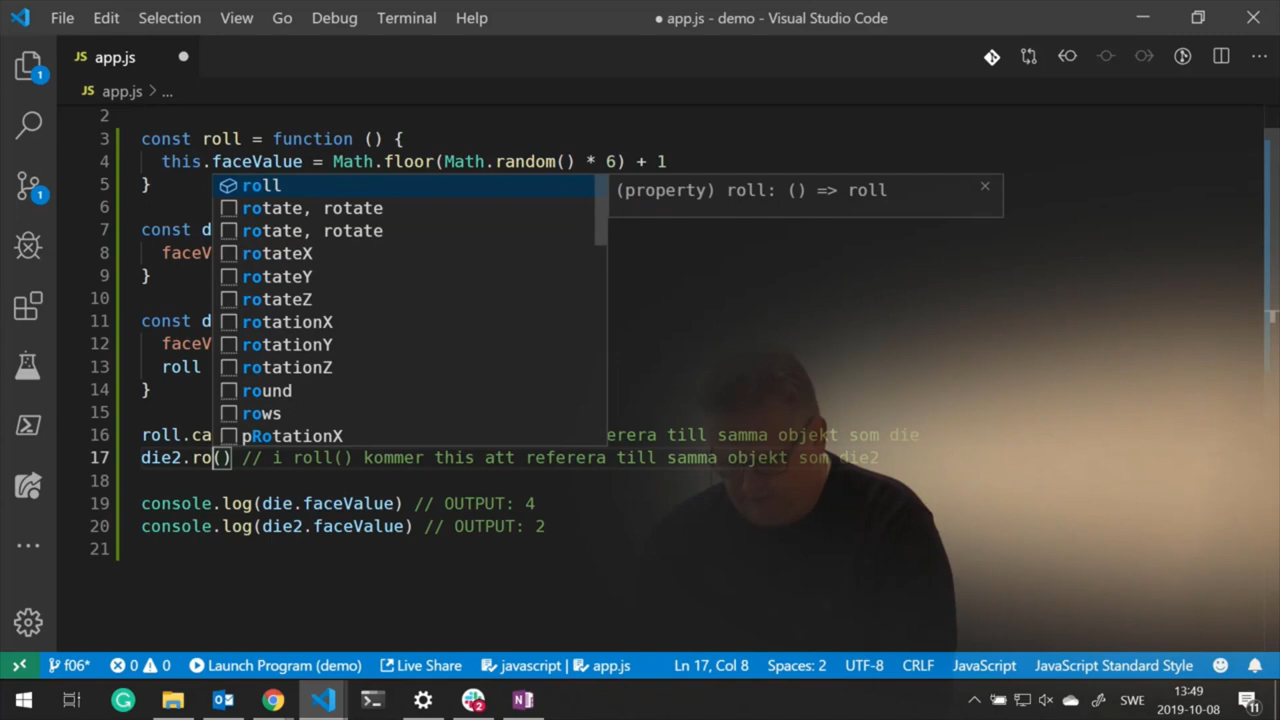 File Edit Selection View Go Debug Terminal Help ● app.js - demo - Visual Studio Code
JS app.js ●
JS app.js > ...
1
1
2
3 const roll = function () {
4 this.faceValue = Math.floor(Math.random() * 6) + 1
5 }
roll
(property) roll: () => roll
6
rotate, rotate
7 const d
rotate, rotate
8 faceV
rotateX
9 }
rotateY
10
rotateZ
11 const d
rotationX
12 faceV
rotationY
13 roll
rotationZ
14 }
round
15
rows
16 roll.ca
pRotationX
erera till samma objekt som die
17 die2.ro() // i roll() kommer this att referera till samma objekt som die2
18
19 console.log(die.faceValue) // OUTPUT: 4
20 console.log(die2.faceValue) // OUTPUT: 2
21
f06* 0 0 Launch Program (demo) Live Share javascript | app.js Ln 17, Col 8 Spaces: 2 UTF-8 CRLF JavaScript JavaScript Standard Style
2 SWE 13:49
2019-10-08 11